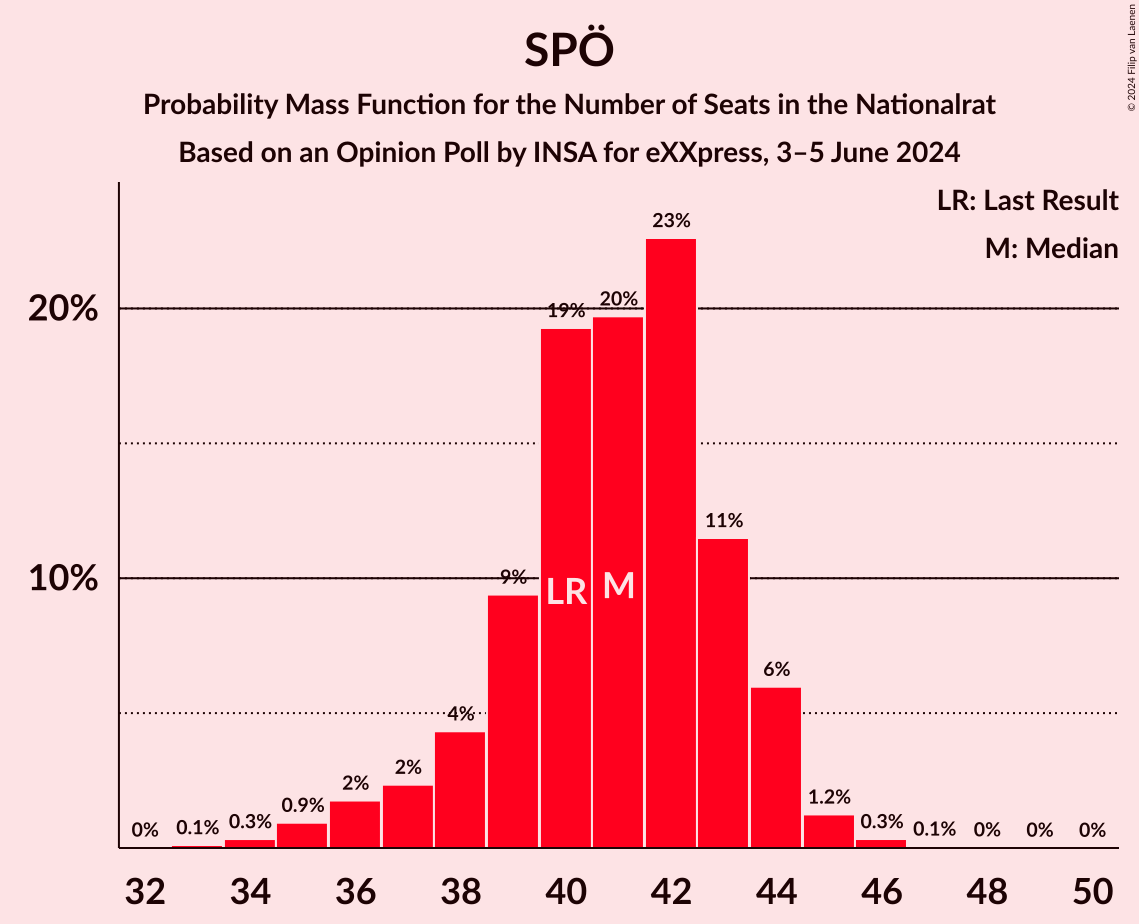 SPÖ
Probability Mass Function for the Number of Seats in the Nationalrat
Based on an Opinion Poll by INSA for eXXpress, 3–5 June 2024
© 2024 Filip van Laenen
LR: Last Result
M: Median
20%
10%
0%
0.1%
0.3%
0.9%
2%
2%
4%
9%
19%
20%
23%
11%
6%
1.2%
0.3%
0.1%
0%
0%
0%
LR
M
32 34 36 38 40 42 44 46 48 50